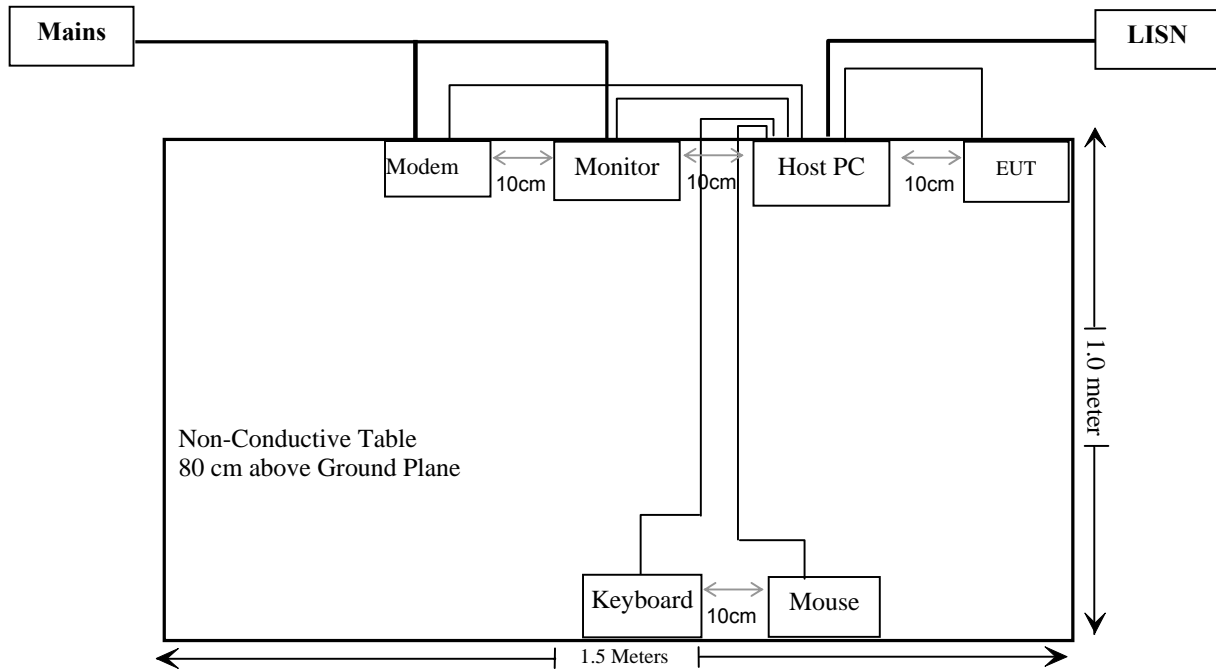 Mains
LISN
Modem
Monitor
Host PC
EUT
10cm
10cm
10cm
1.0 meter
Non-Conductive Table
80 cm above Ground Plane
Keyboard
Mouse
10cm
1.5 Meters